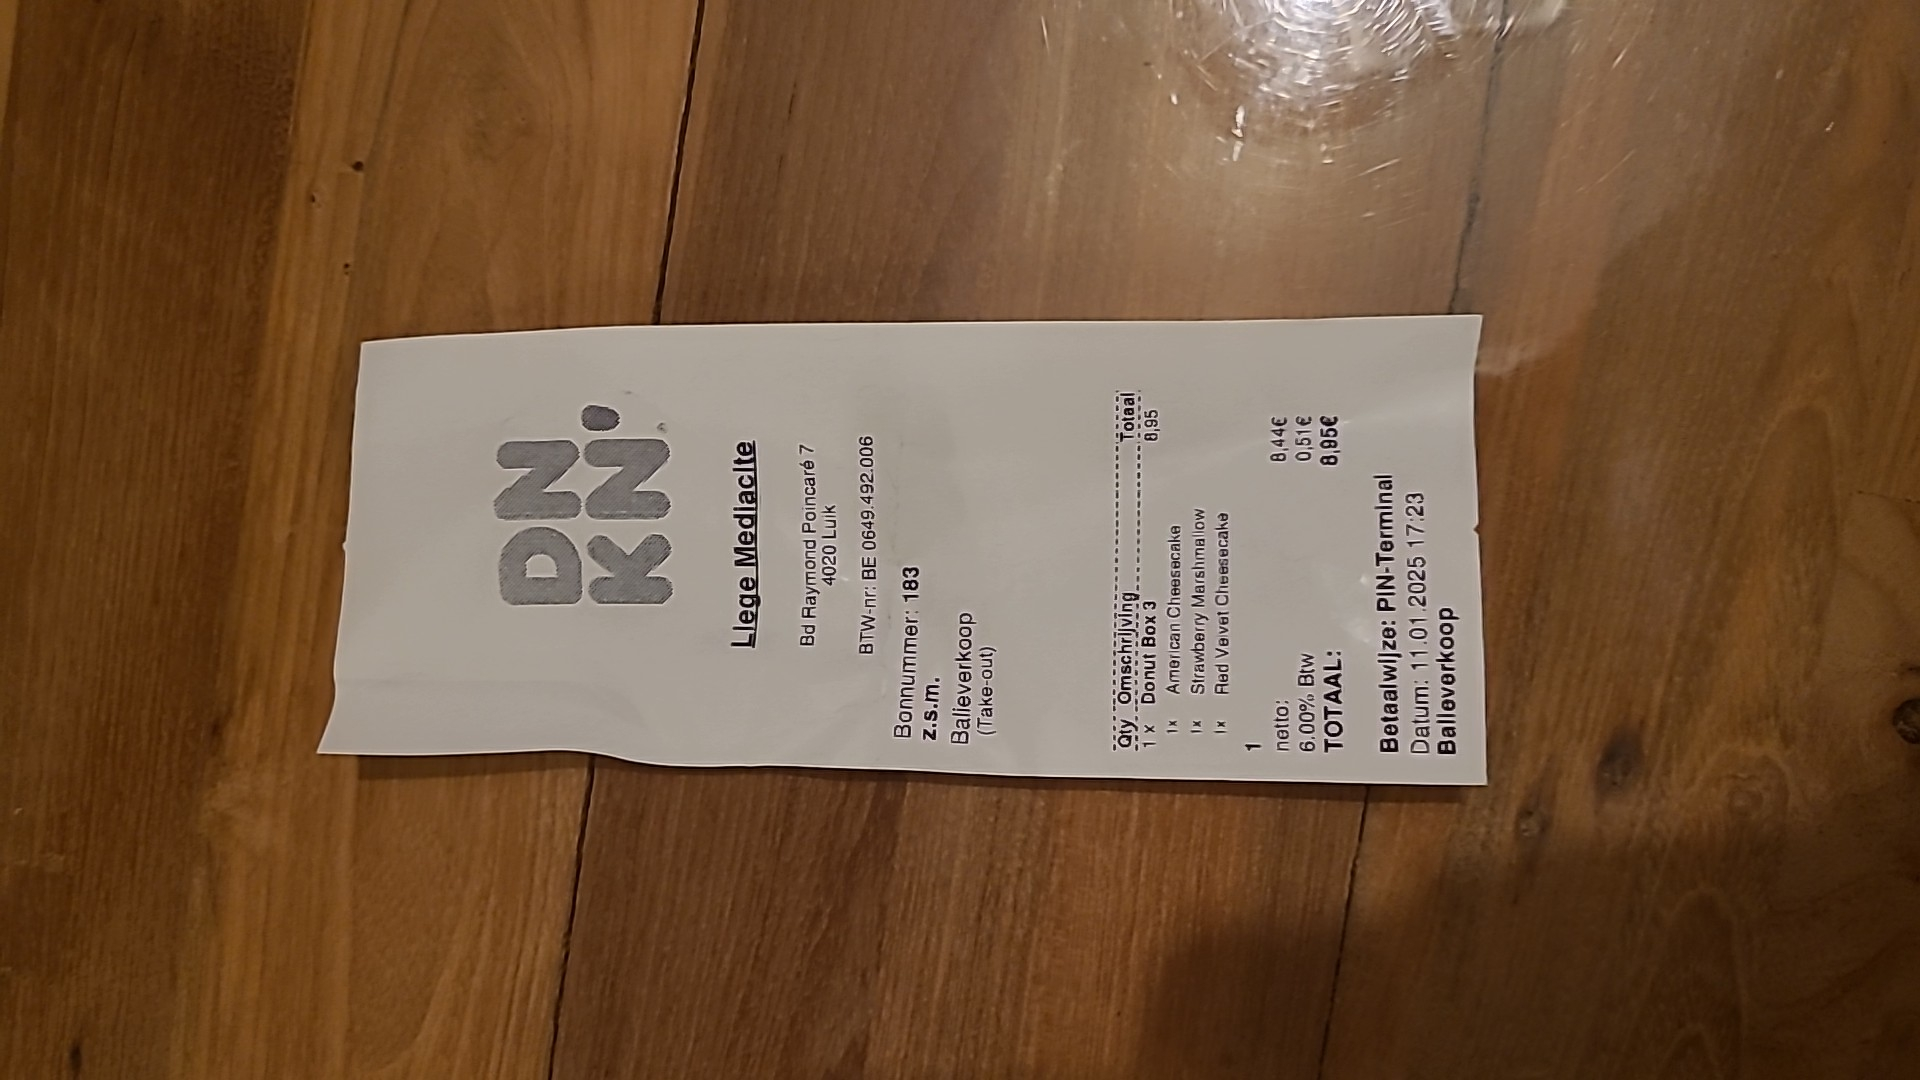 DN
KN'
Liege Mediacite
Bd Raymond Poincaré 7
4020 Luik
BTW-nr: BE 0649.492.006
Bonnummer: 183
z.s.m.
Balieverkoop
(Take-out)
Qty Omschrijving Totaal
1 x Donut Box 3 8,95
1x American Cheesecake
1x Strawberry Marshmallow
1x Red Velvet Cheesecake
1
netto: 8,44€
6.00% Btw 0,51€
TOTAAL: 8,95€
Betaalwijze: PIN-Terminal
Datum: 11.01.2025 17:23
Balieverkoop